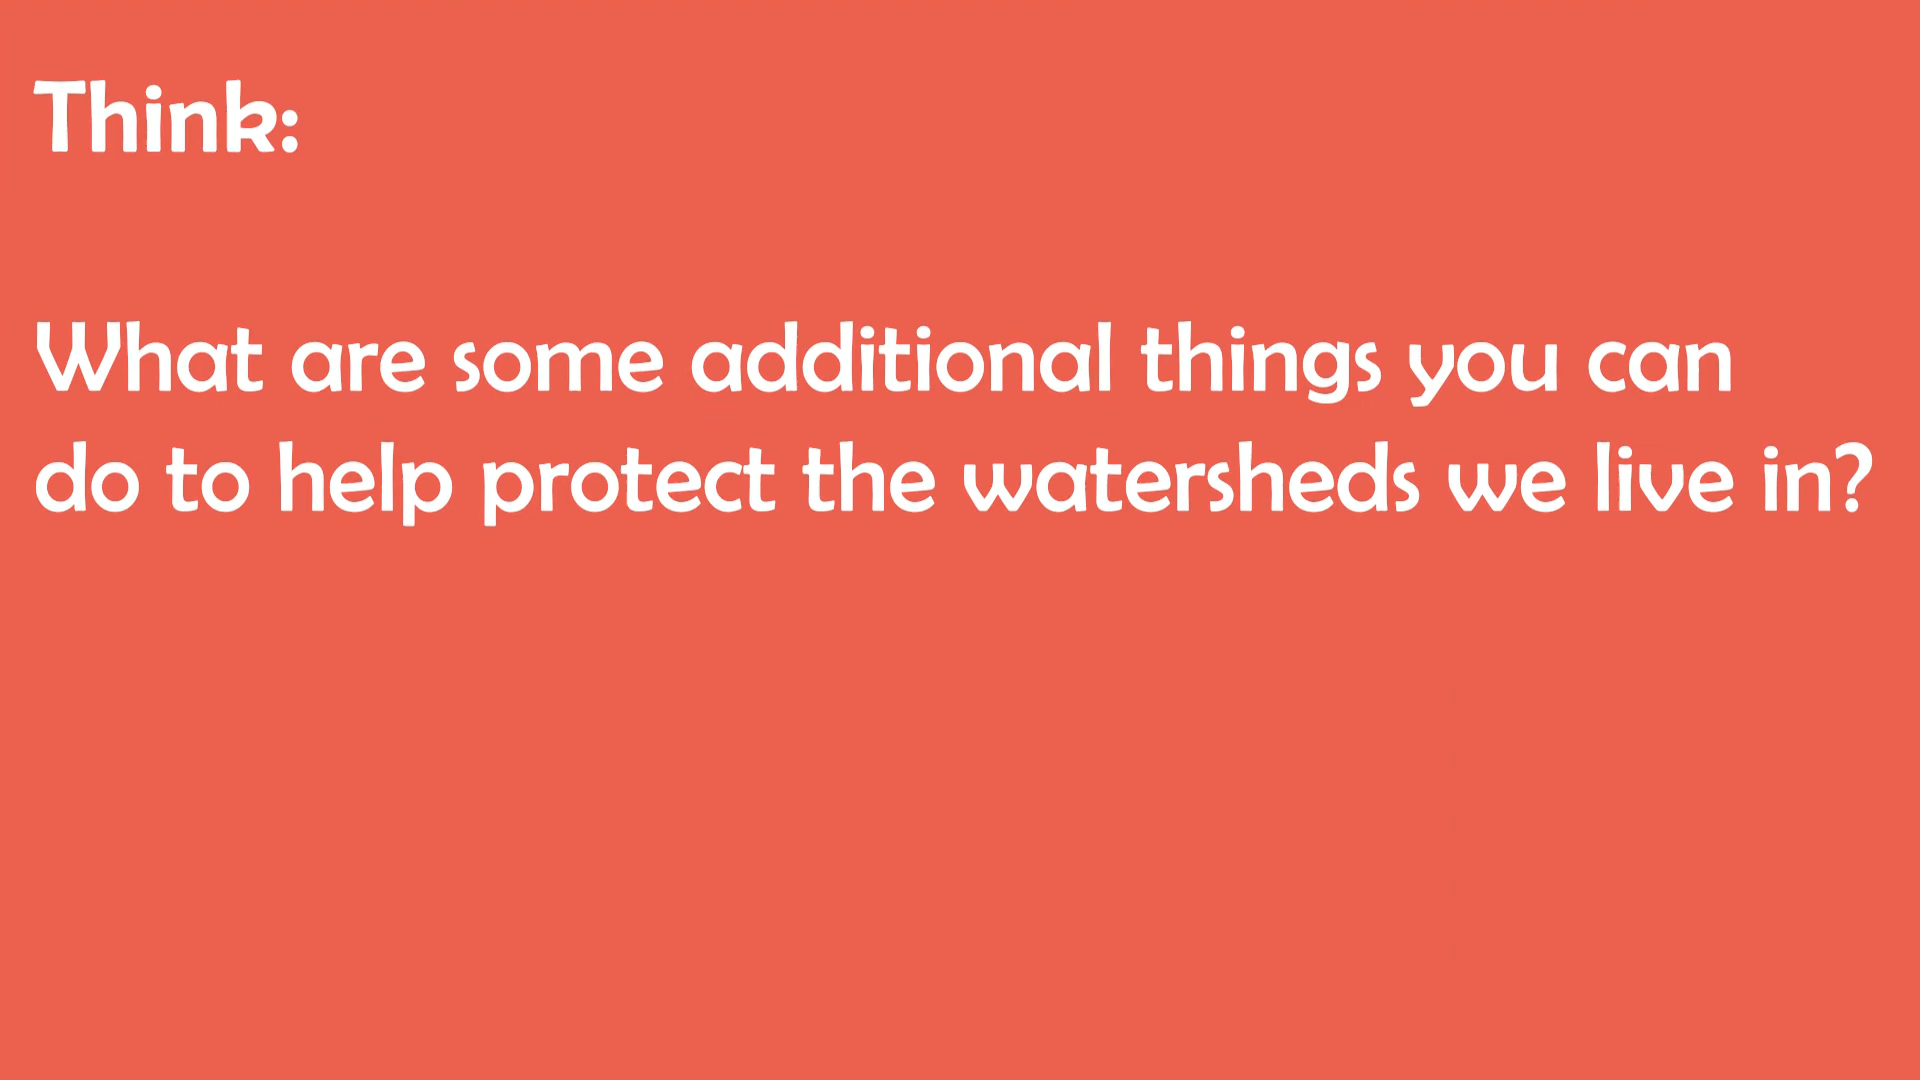 Think:
What are some additional things you can
do to help protect the watersheds we live in?